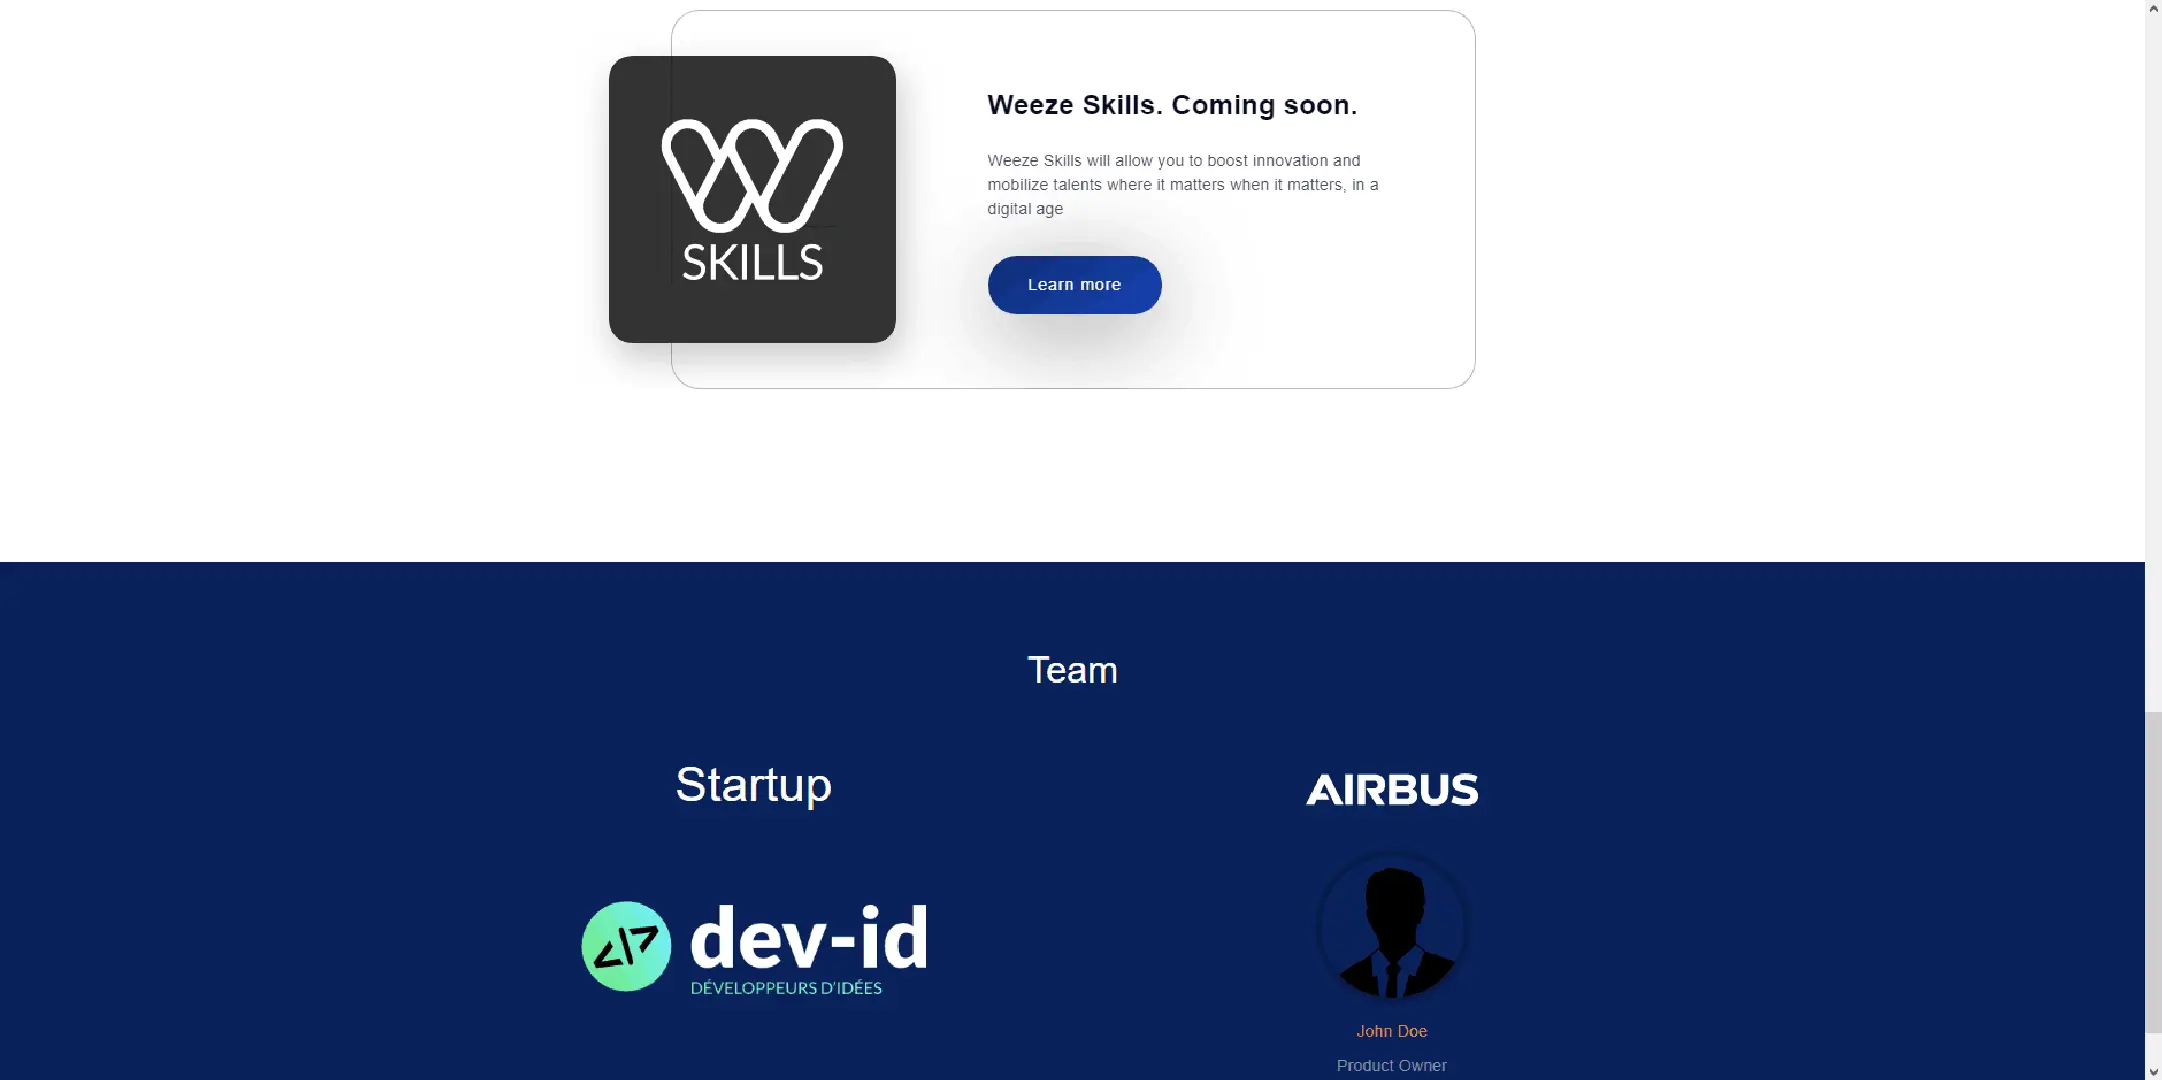 SKILLS
Weeze Skills. Coming soon.
Weeze Skills will allow you to boost innovation and
mobilize talents where it matters when it matters, in a
digital age
Learn more
Team
Startup
dev-id
DÉVELOPPEURS D'IDÉES
AIRBUS
John Doe
Product Owner